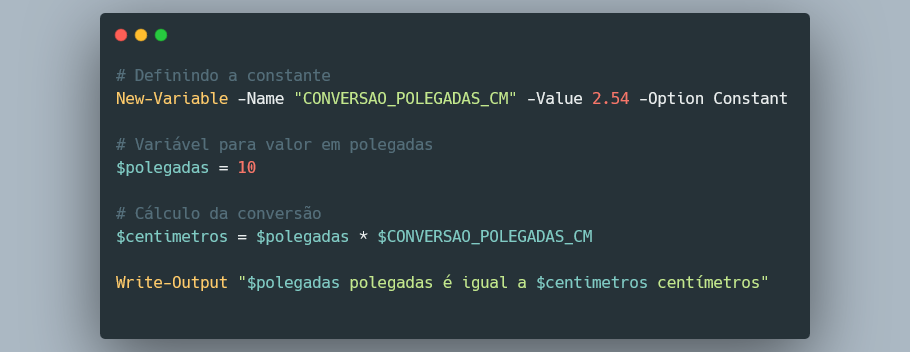 # Definindo a constante
New-Variable -Name "CONVERSAO_POLEGADAS_CM" -Value 2.54 -Option Constant
# Variável para valor em polegadas
$polegadas = 10
# Cálculo da conversão
$centimetros = $polegadas * $CONVERSAO_POLEGADAS_CM
Write-Output "$polegadas polegadas é igual a $centimetros centímetros"